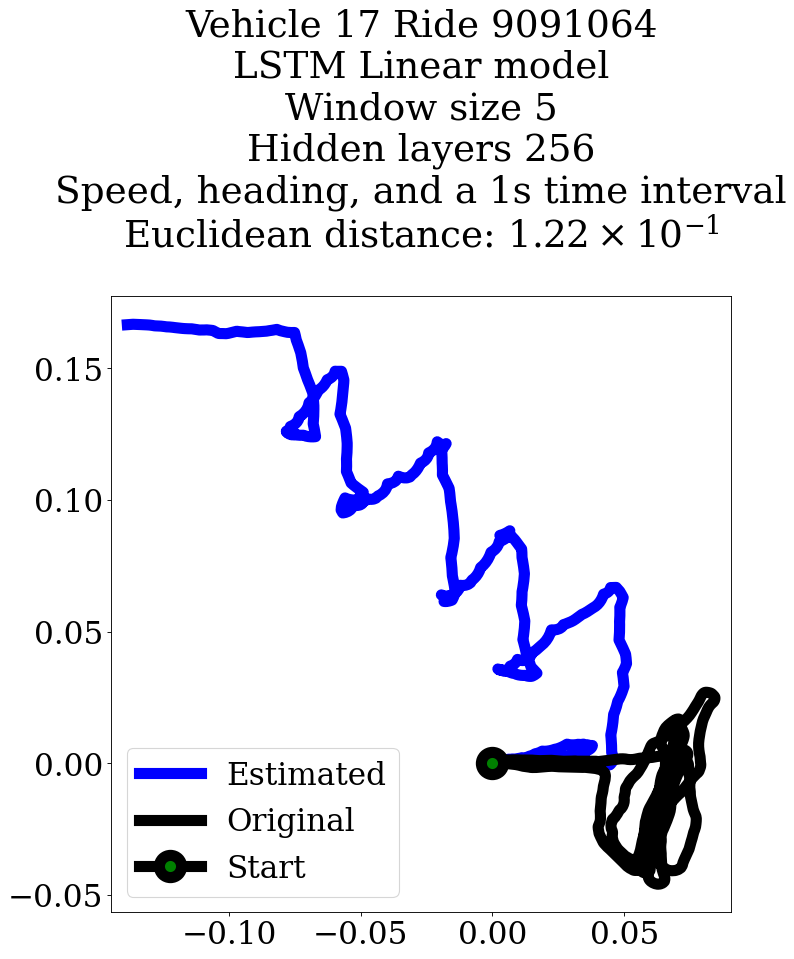 Vehicle 17 Ride 9091064
LSTM Linear model
Window size 5
Hidden layers 256
Speed, heading, and a 1s time interval
Euclidean distance: 1.22 × 10⁻¹
0.15
0.10
0.05
0.00
−0.05
Estimated
Original
Start
−0.10
−0.05
0.00
0.05